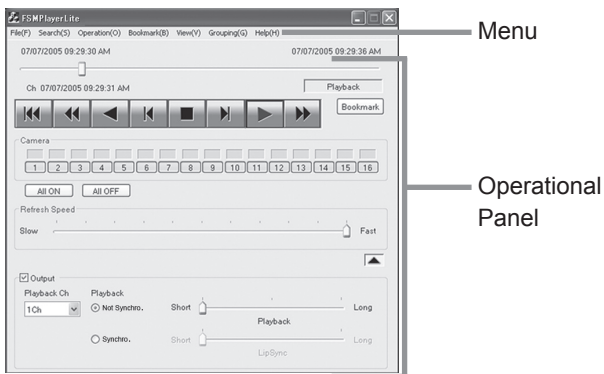 FSMPlayerLite
File(F) Search(S) Operation(O) Bookmark(B) View(V) Grouping(G) Help(H)
Menu
07/07/2005 09:29:30 AM 07/07/2005 09:29:36 AM
Ch 07/07/2005 09:29:31 AM Playback
Bookmark
Camera
1 2 3 4 5 6 7 8 9 10 11 12 13 14 15 16
All ON All OFF
Operational
Panel
Refresh Speed
Slow Fast
Output
Playback Ch Playback
1Ch Not Synchro. Short Long
Playback
Synchro. Short Long
LipSync